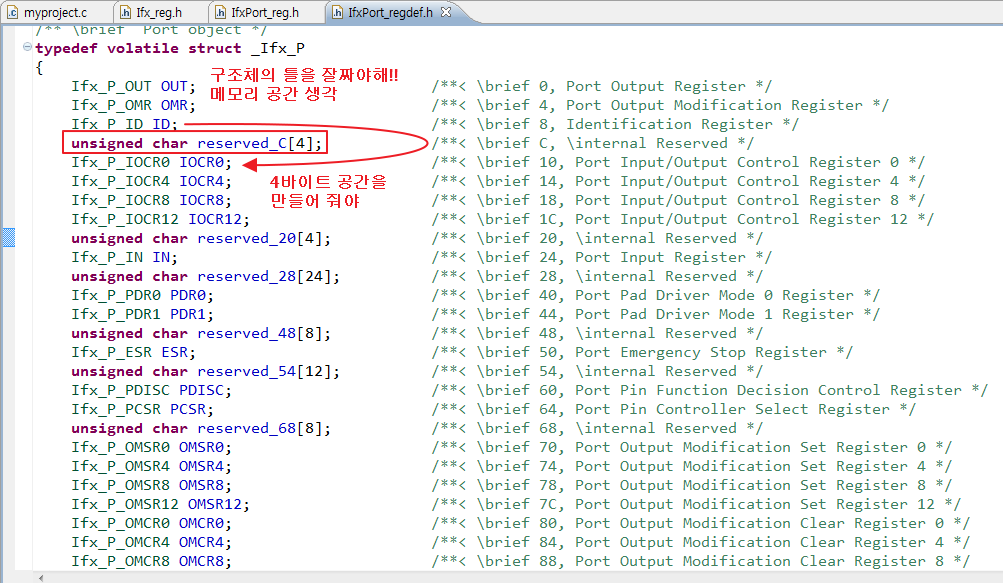 myproject.c Ifx_reg.h IfxPort_reg.h IfxPort_regdef.h
/** \brief  Port object */
typedef volatile struct _Ifx_P
{
Ifx_P_OUT OUT; /**< \brief 0, Port Output Register */
구조체의 틀을 잘짜야해!!
메모리 공간 생각
Ifx_P_OMR OMR; /**< \brief 4, Port Output Modification Register */
Ifx_P_ID ID; /**< \brief 8, Identification Register */
unsigned char reserved_C[4]; /**< \brief C, \internal Reserved */
Ifx_P_IOCR0 IOCR0; /**< \brief 10, Port Input/Output Control Register 0 */
Ifx_P_IOCR4 IOCR4; /**< \brief 14, Port Input/Output Control Register 4 */
4바이트 공간을
만들어 줘야
Ifx_P_IOCR8 IOCR8; /**< \brief 18, Port Input/Output Control Register 8 */
Ifx_P_IOCR12 IOCR12; /**< \brief 1C, Port Input/Output Control Register 12 */
unsigned char reserved_20[4]; /**< \brief 20, \internal Reserved */
Ifx_P_IN IN; /**< \brief 24, Port Input Register */
unsigned char reserved_28[24]; /**< \brief 28, \internal Reserved */
Ifx_P_PDR0 PDR0; /**< \brief 40, Port Pad Driver Mode 0 Register */
Ifx_P_PDR1 PDR1; /**< \brief 44, Port Pad Driver Mode 1 Register */
unsigned char reserved_48[8]; /**< \brief 48, \internal Reserved */
Ifx_P_ESR ESR; /**< \brief 50, Port Emergency Stop Register */
unsigned char reserved_54[12]; /**< \brief 54, \internal Reserved */
Ifx_P_PDISC PDISC; /**< \brief 60, Port Pin Function Decision Control Register */
Ifx_P_PCSR PCSR; /**< \brief 64, Port Pin Controller Select Register */
unsigned char reserved_68[8]; /**< \brief 68, \internal Reserved */
Ifx_P_OMSR0 OMSR0; /**< \brief 70, Port Output Modification Set Register 0 */
Ifx_P_OMSR4 OMSR4; /**< \brief 74, Port Output Modification Set Register 4 */
Ifx_P_OMSR8 OMSR8; /**< \brief 78, Port Output Modification Set Register 8 */
Ifx_P_OMSR12 OMSR12; /**< \brief 7C, Port Output Modification Set Register 12 */
Ifx_P_OMCR0 OMCR0; /**< \brief 80, Port Output Modification Clear Register 0 */
Ifx_P_OMCR4 OMCR4; /**< \brief 84, Port Output Modification Clear Register 4 */
Ifx_P_OMCR8 OMCR8; /**< \brief 88, Port Output Modification Clear Register 8 */